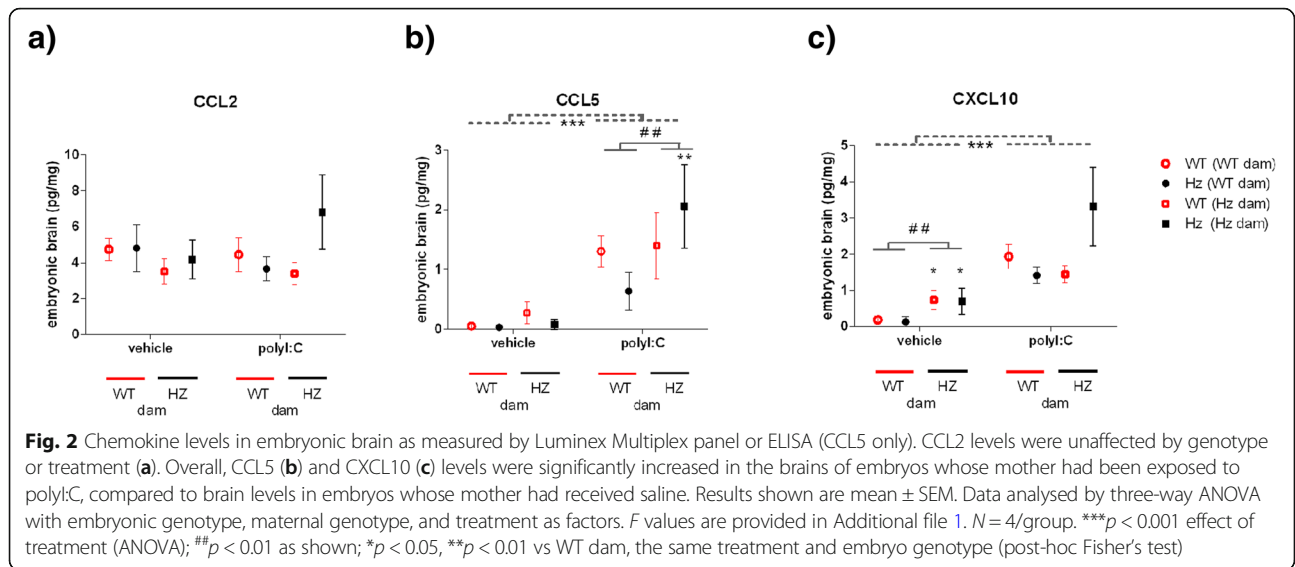 a)
CCL2
embryonic brain (pg/mg)
10
8
6
4
2
0
vehicle
polyI:C
WT
HZ
WT
HZ
dam
dam
b)
CCL5
***
##
**
embryonic brain (pg/mg)
3
2
1
0
vehicle
polyI:C
WT
HZ
WT
HZ
dam
dam
c)
CXCL10
***
##
*
*
embryonic brain (pg/mg)
5
4
3
2
1
0
vehicle
polyI:C
WT
HZ
WT
HZ
dam
dam
WT (WT dam)
Hz (WT dam)
WT (Hz dam)
Hz (Hz dam)
Fig. 2 Chemokine levels in embryonic brain as measured by Luminex Multiplex panel or ELISA (CCL5 only). CCL2 levels were unaffected by genotype
or treatment (a). Overall, CCL5 (b) and CXCL10 (c) levels were significantly increased in the brains of embryos whose mother had been exposed to
polyI:C, compared to brain levels in embryos whose mother had received saline. Results shown are mean ± SEM. Data analysed by three-way ANOVA
with embryonic genotype, maternal genotype, and treatment as factors. F values are provided in Additional file 1. N = 4/group. ***p < 0.001 effect of
treatment (ANOVA); ##p < 0.01 as shown; *p < 0.05, **p < 0.01 vs WT dam, the same treatment and embryo genotype (post-hoc Fisher's test)